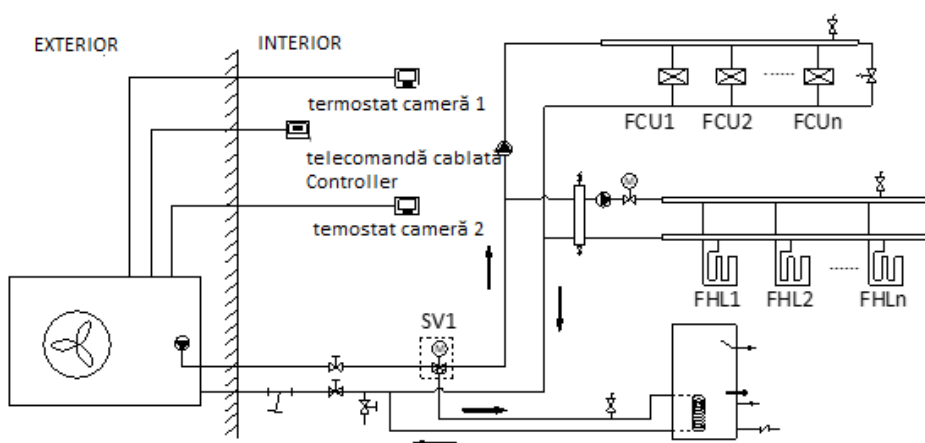 EXTERIOR
INTERIOR
termostat cameră 1
telecomandă cablată
Controller
temostat cameră 2
FCU1
FCU2
FCUn
M
FHL1
FHL2
FHLn
SV1
M